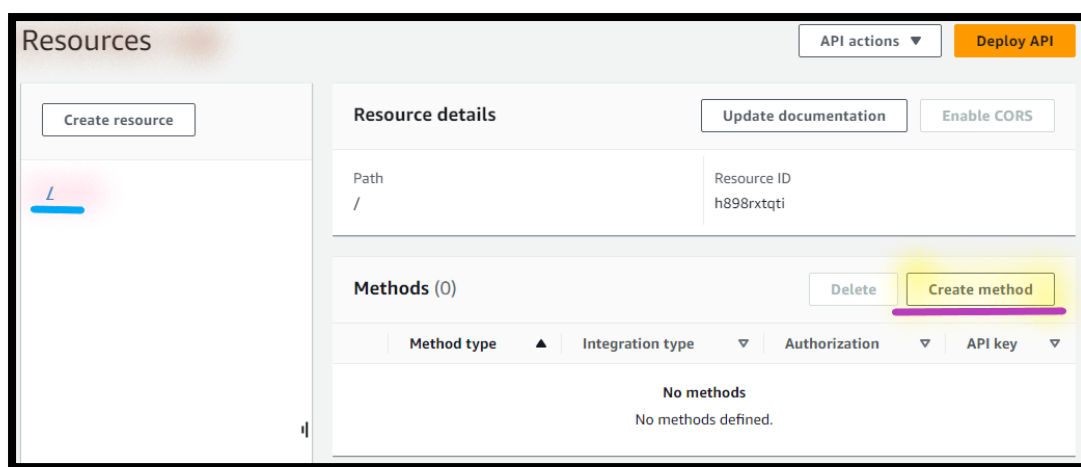 Resources
API actions
Deploy API
Create resource
/
Resource details
Update documentation
Enable CORS
Path
/
Resource ID
h898rxtqti
Methods (0)
Delete
Create method
Method type
Integration type
Authorization
API key
No methods
No methods defined.